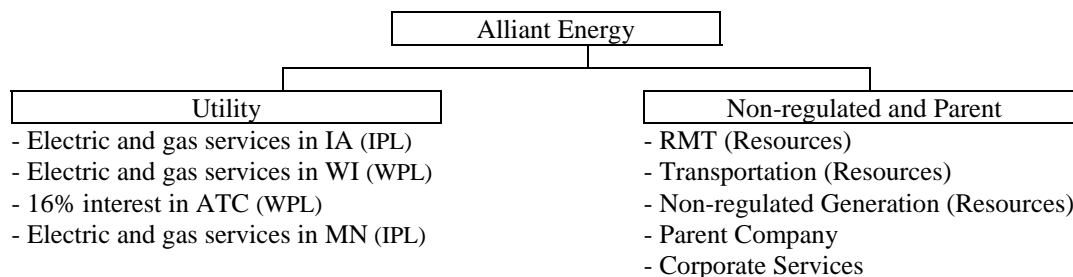 Alliant Energy
Utility
- Electric and gas services in IA (IPL)
- Electric and gas services in WI (WPL)
- 16% interest in ATC (WPL)
- Electric and gas services in MN (IPL)
Non-regulated and Parent
- RMT (Resources)
- Transportation (Resources)
- Non-regulated Generation (Resources)
- Parent Company
- Corporate Services